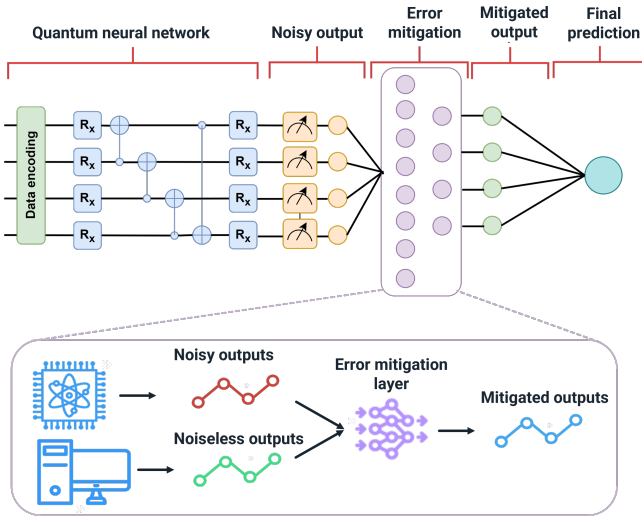 Quantum neural network
Noisy output
Error
mitigation
Mitigated
output
Final
prediction
Data encoding
Rx
Rx
Rx
Rx
Rx
Rx
Rx
Rx
Noisy outputs
Noiseless outputs
Error mitigation
layer
Mitigated outputs